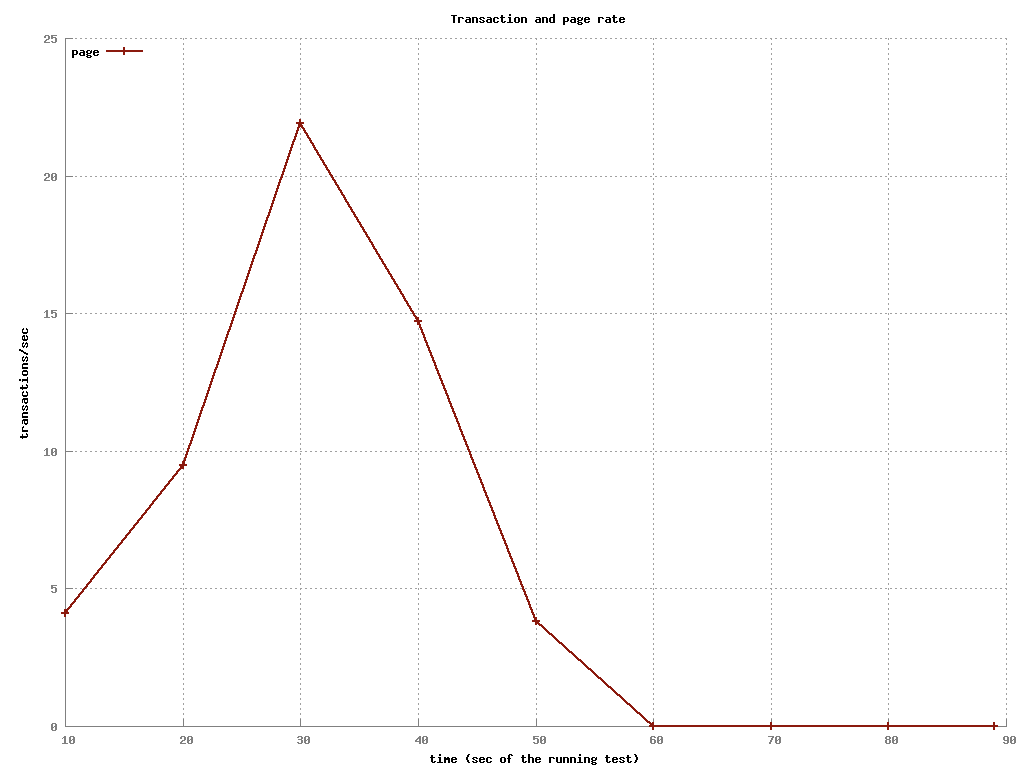 Transaction and page rate
25
page
20
15
transactions/sec
10
5
0
10 20 30 40 50 60 70 80 90
time (sec of the running test)